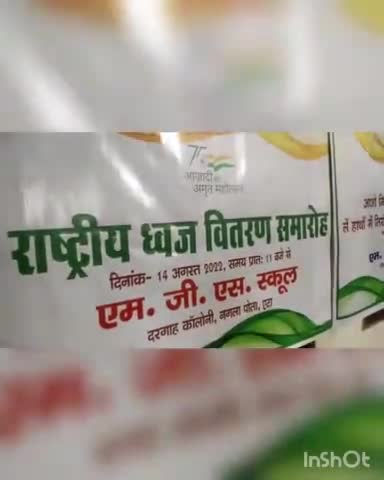 आज़ादी का
अमृत महोत्सव
राष्ट्रीय ध्वज वितरण समारोह
दिनांक- 14 अगस्त 2022, समय प्रातः 11 बजे से
एम. जी. एस. स्कूल
दरगाह कॉलोनी, नगला पोता, एटा
से हाथों में
एम.
InShOt